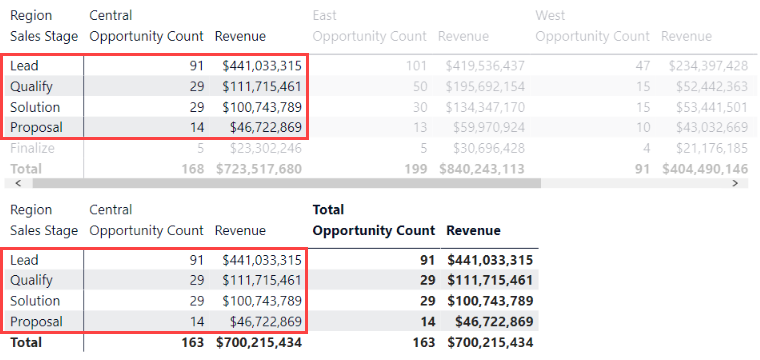 Region Central East West
Sales Stage Opportunity Count Revenue Opportunity Count Revenue Opportunity Count Revenue
Lead 91 $441,033,315 101 $419,536,437 47 $234,397,428
Qualify 29 $111,715,461 50 $195,692,154 15 $52,442,363
Solution 29 $100,743,789 30 $134,347,170 15 $53,441,501
Proposal 14 $46,722,869 13 $59,970,924 10 $43,032,669
Finalize 5 $23,302,246 5 $30,696,428 4 $21,176,185
Total 168 $723,517,680 199 $840,243,113 91 $404,490,146
Region Central Total
Sales Stage Opportunity Count Revenue Opportunity Count Revenue
Lead 91 $441,033,315 91 $441,033,315
Qualify 29 $111,715,461 29 $111,715,461
Solution 29 $100,743,789 29 $100,743,789
Proposal 14 $46,722,869 14 $46,722,869
Total 163 $700,215,434 163 $700,215,434